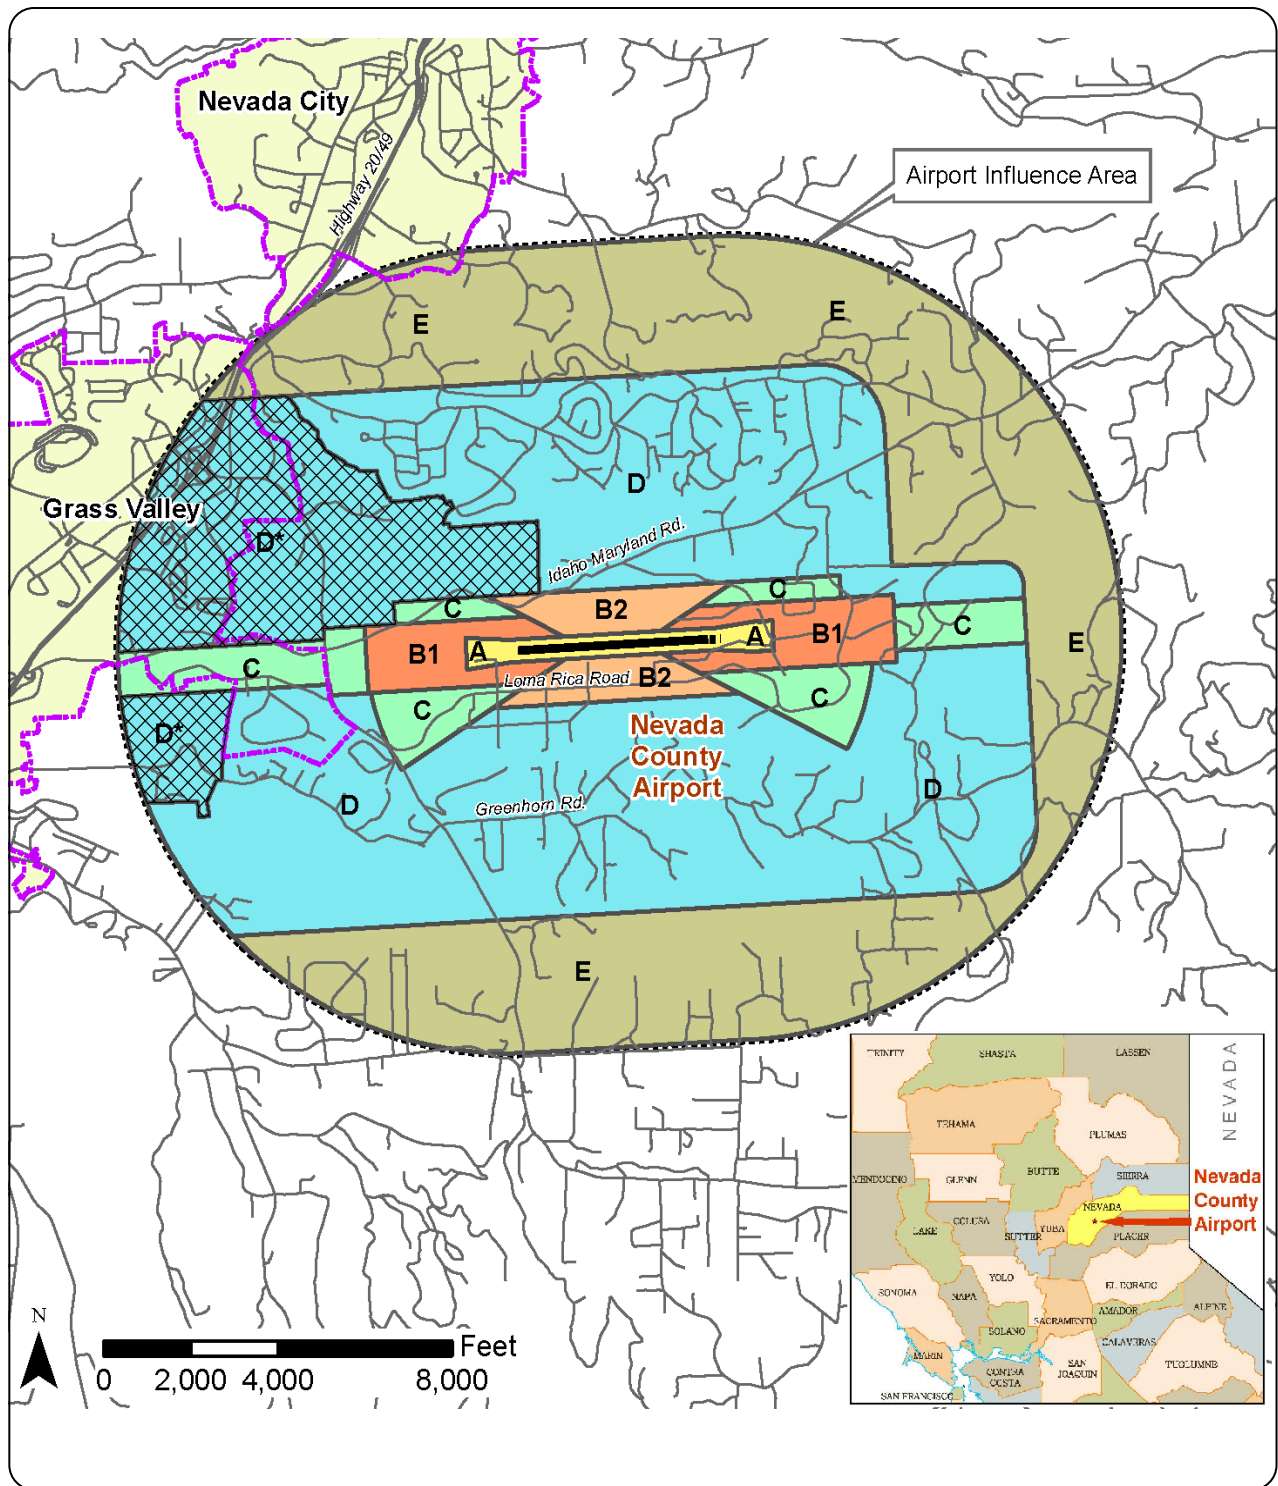 Nevada City
Highway 20/49
Airport Influence Area
E
E
D
Grass Valley
D*
Idaho Maryland Rd.
C
C
B2
C
B1
A
A
B1
E
C
Loma Rica Road
B2
C
C
D*
Nevada
County
Airport
D
D
Greenhorn Rd.
E
TRINITY
SHASTA
LASSEN
NEVADA
TEHAMA
PLUMAS
BUTTE
MENDOCINO
GLENN
SIERRA
Nevada
County
Airport
NEVADA
COLUSA
LAKE
SUTTER
YUBA
PLACER
YOLO
SONOMA
NAPA
EL DORADO
AMADOR
ALPINE
SACRAMENTO
SOLANO
CALAVERAS
MARIN
CONTRA
COSTA
SAN
JOAQUIN
TUOLUMNE
SAN FRANCISCO
N
Feet
0
2,000
4,000
8,000